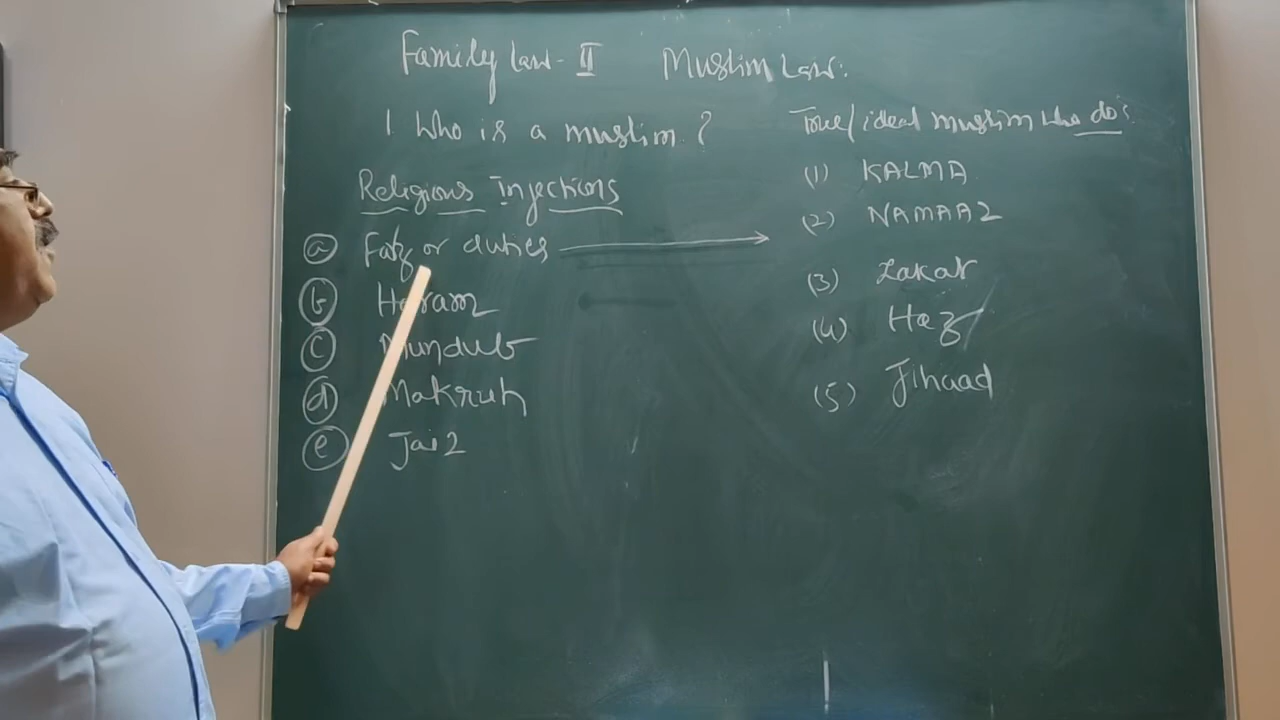 Family Law - II Muslim Law:
1. Who is a muslim?
Religious Injections
(a) Farz or duties
(b) Haram
(c) Mundub
(d) Makruh
(e) Jaiz
True/ideal muslim who do:
(1) KALMA
(2) NAMAAZ
(3) Zakat
(4) Haz
(5) Jihaad